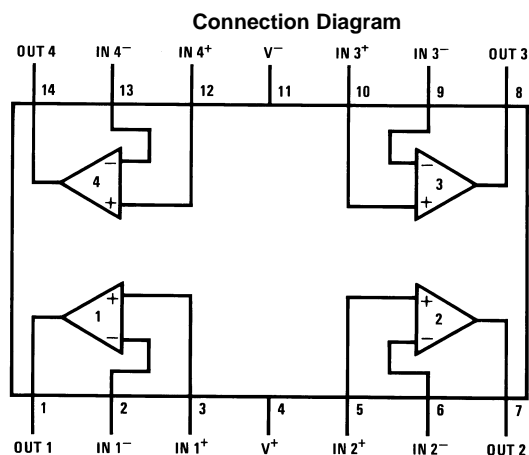 Connection Diagram
OUT 4 IN 4⁻ IN 4⁺ V⁻ IN 3⁺ IN 3⁻ OUT 3
14 13 12 11 10 9 8
− −
4 3
+ +
+ +
1 2
− −
1 2 3 4 5 6 7
OUT 1 IN 1⁻ IN 1⁺ V⁺ IN 2⁺ IN 2⁻ OUT 2